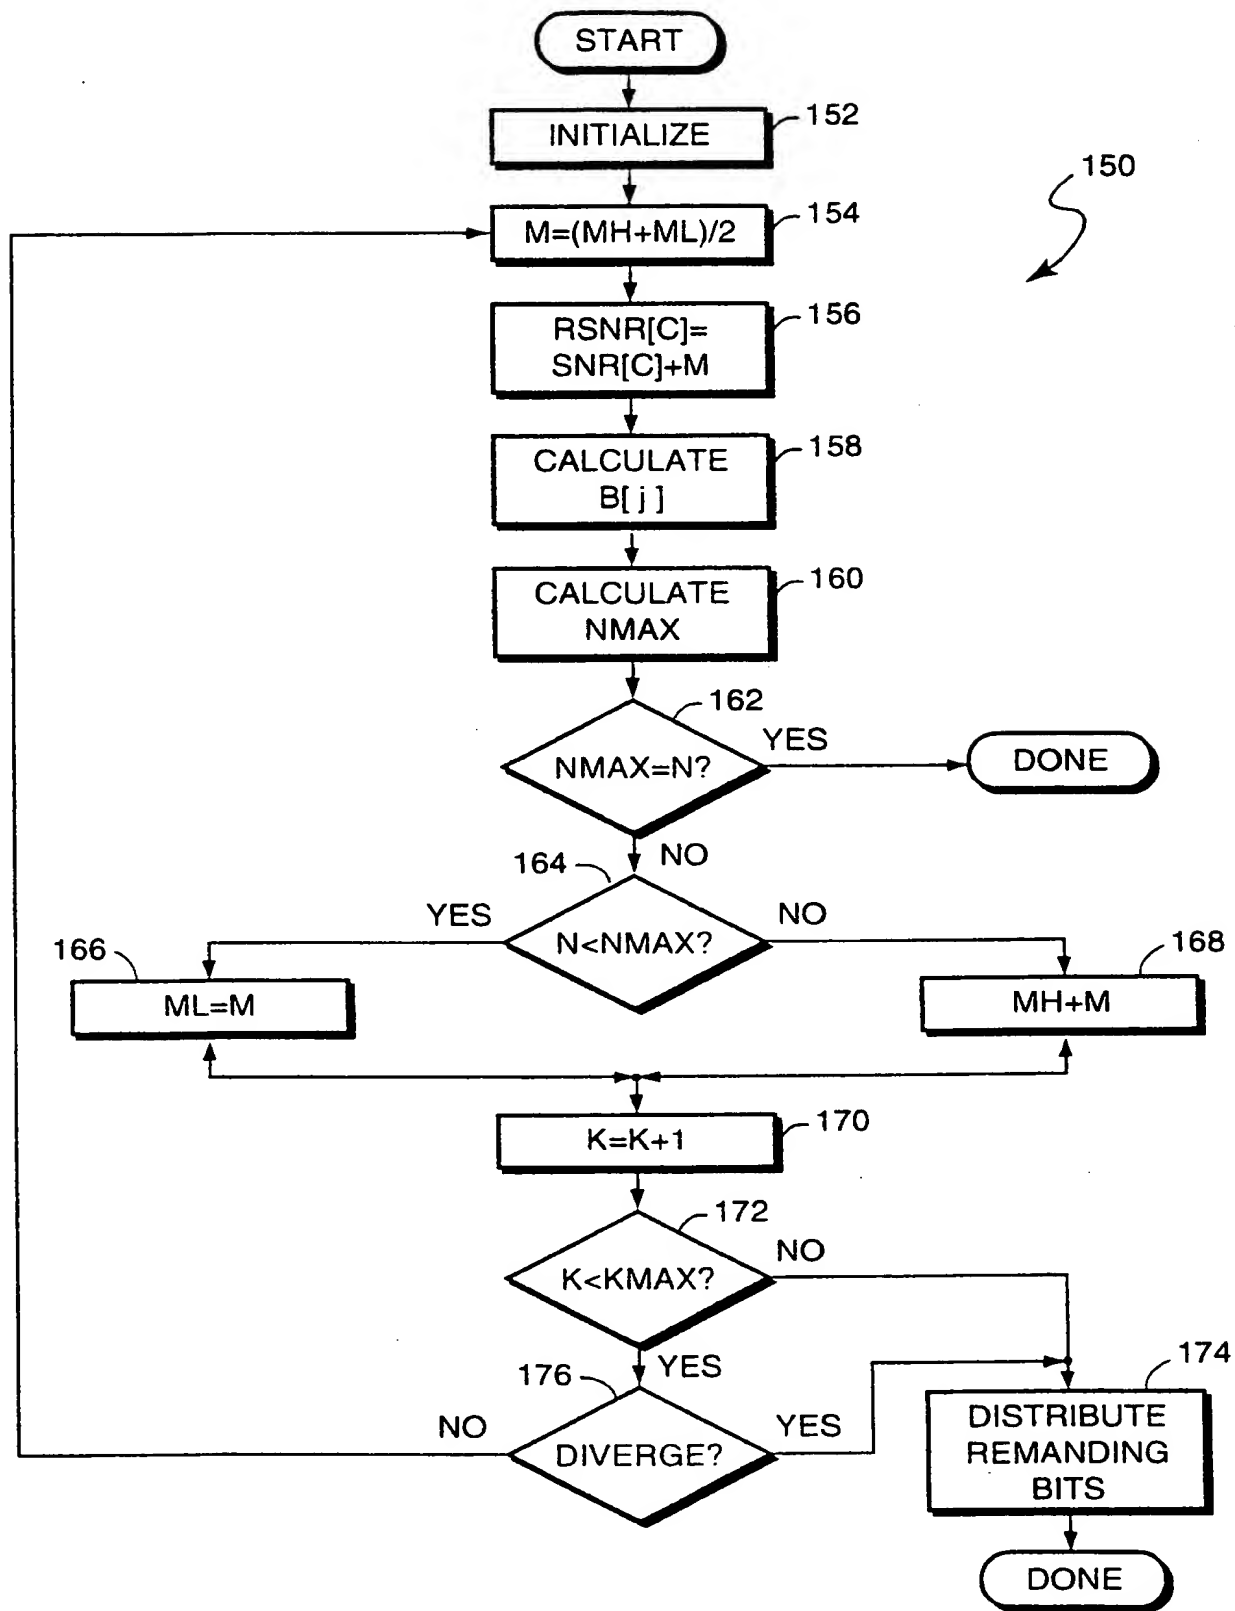 START
INITIALIZE
152
150
M=(MH+ML)/2
154
RSNR[C]=
SNR[C]+M
156
CALCULATE
B[j]
158
CALCULATE
NMAX
160
162
NMAX=N?
YES
DONE
NO
164
N<NMAX?
YES
NO
166
ML=M
168
MH+M
K=K+1
170
172
K<KMAX?
NO
YES
176
DIVERGE?
NO
YES
174
DISTRIBUTE
REMANDING
BITS
DONE